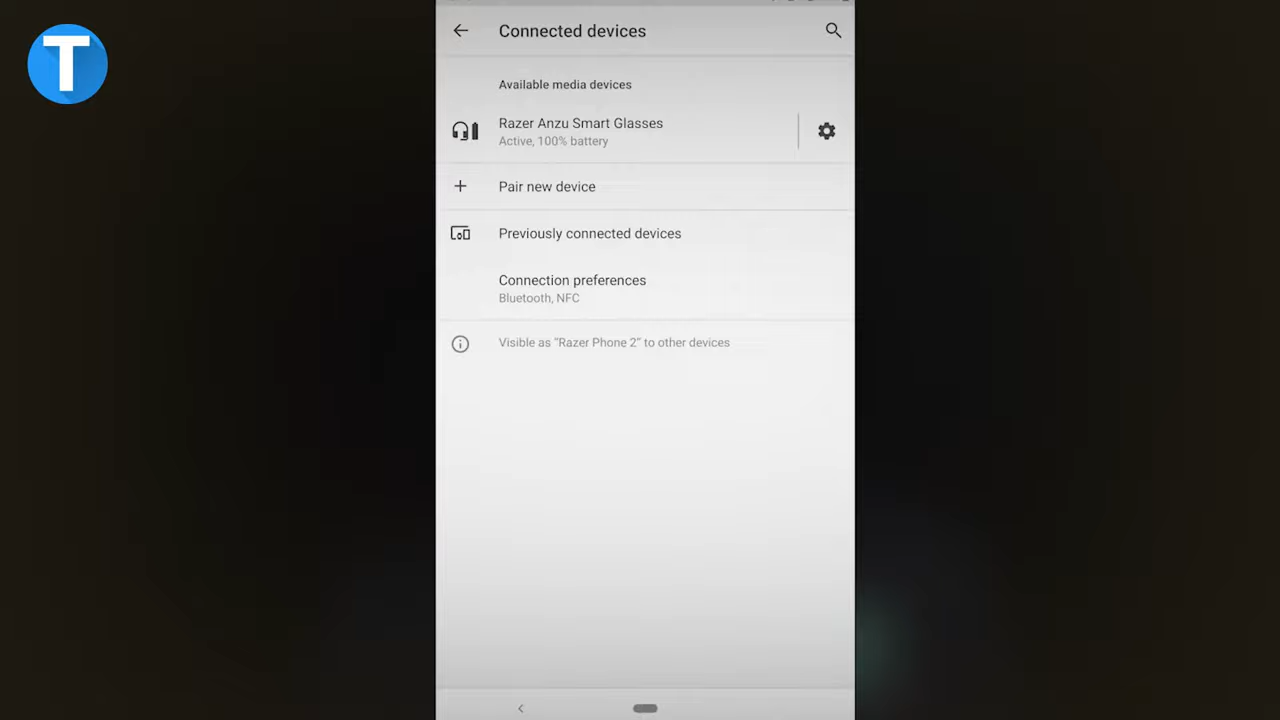 T
Connected devices
Available media devices
Razer Anzu Smart Glasses
Active, 100% battery
Pair new device
Previously connected devices
Connection preferences
Bluetooth, NFC
Visible as “Razer Phone 2” to other devices